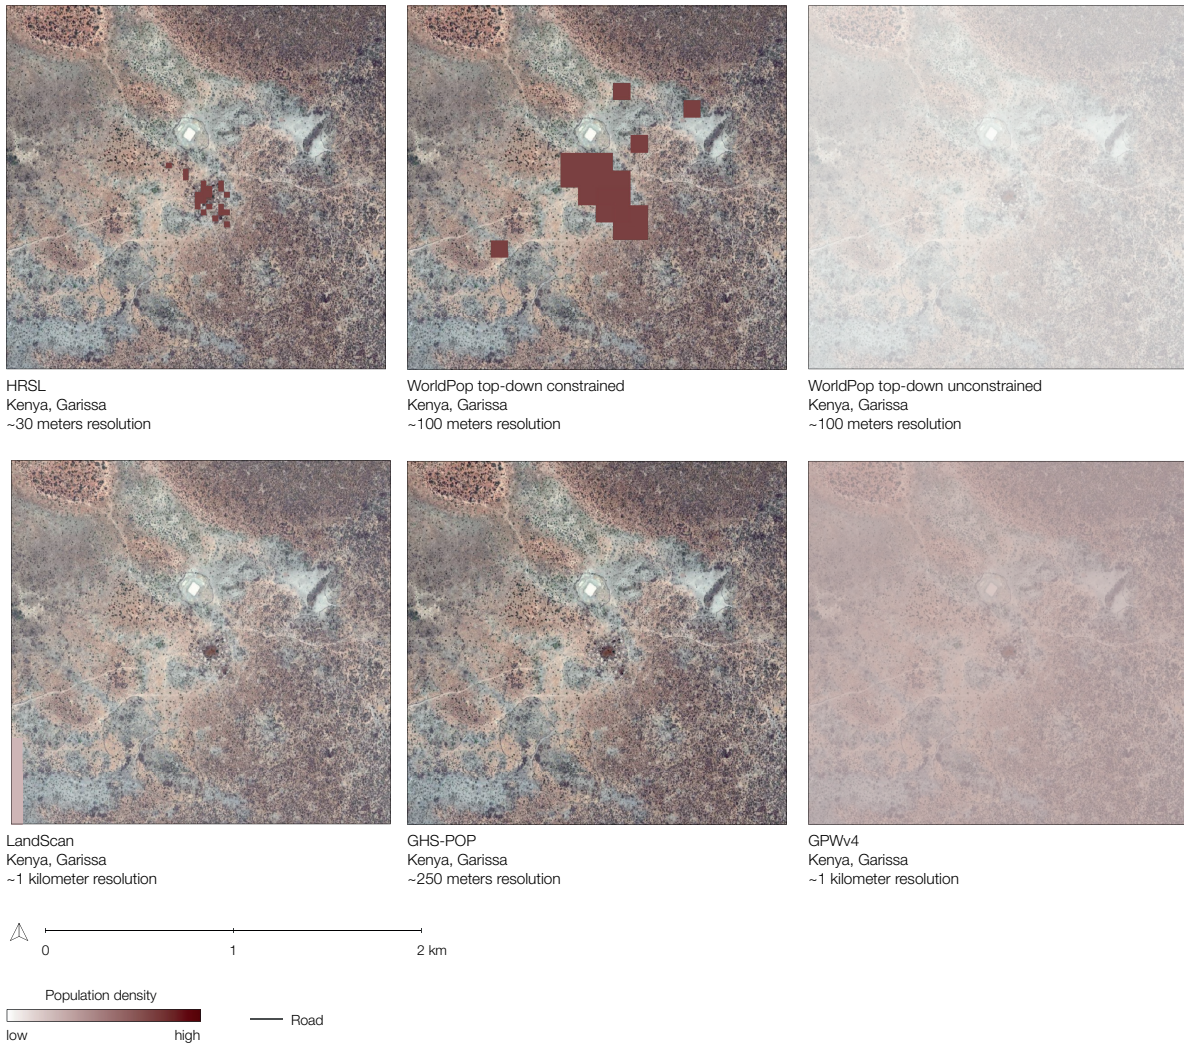 HRSL
Kenya, Garissa
~30 meters resolution
WorldPop top-down constrained
Kenya, Garissa
~100 meters resolution
WorldPop top-down unconstrained
Kenya, Garissa
~100 meters resolution
LandScan
Kenya, Garissa
~1 kilometer resolution
GHS-POP
Kenya, Garissa
~250 meters resolution
GPWv4
Kenya, Garissa
~1 kilometer resolution
0 1 2 km
Population density
low high
Road